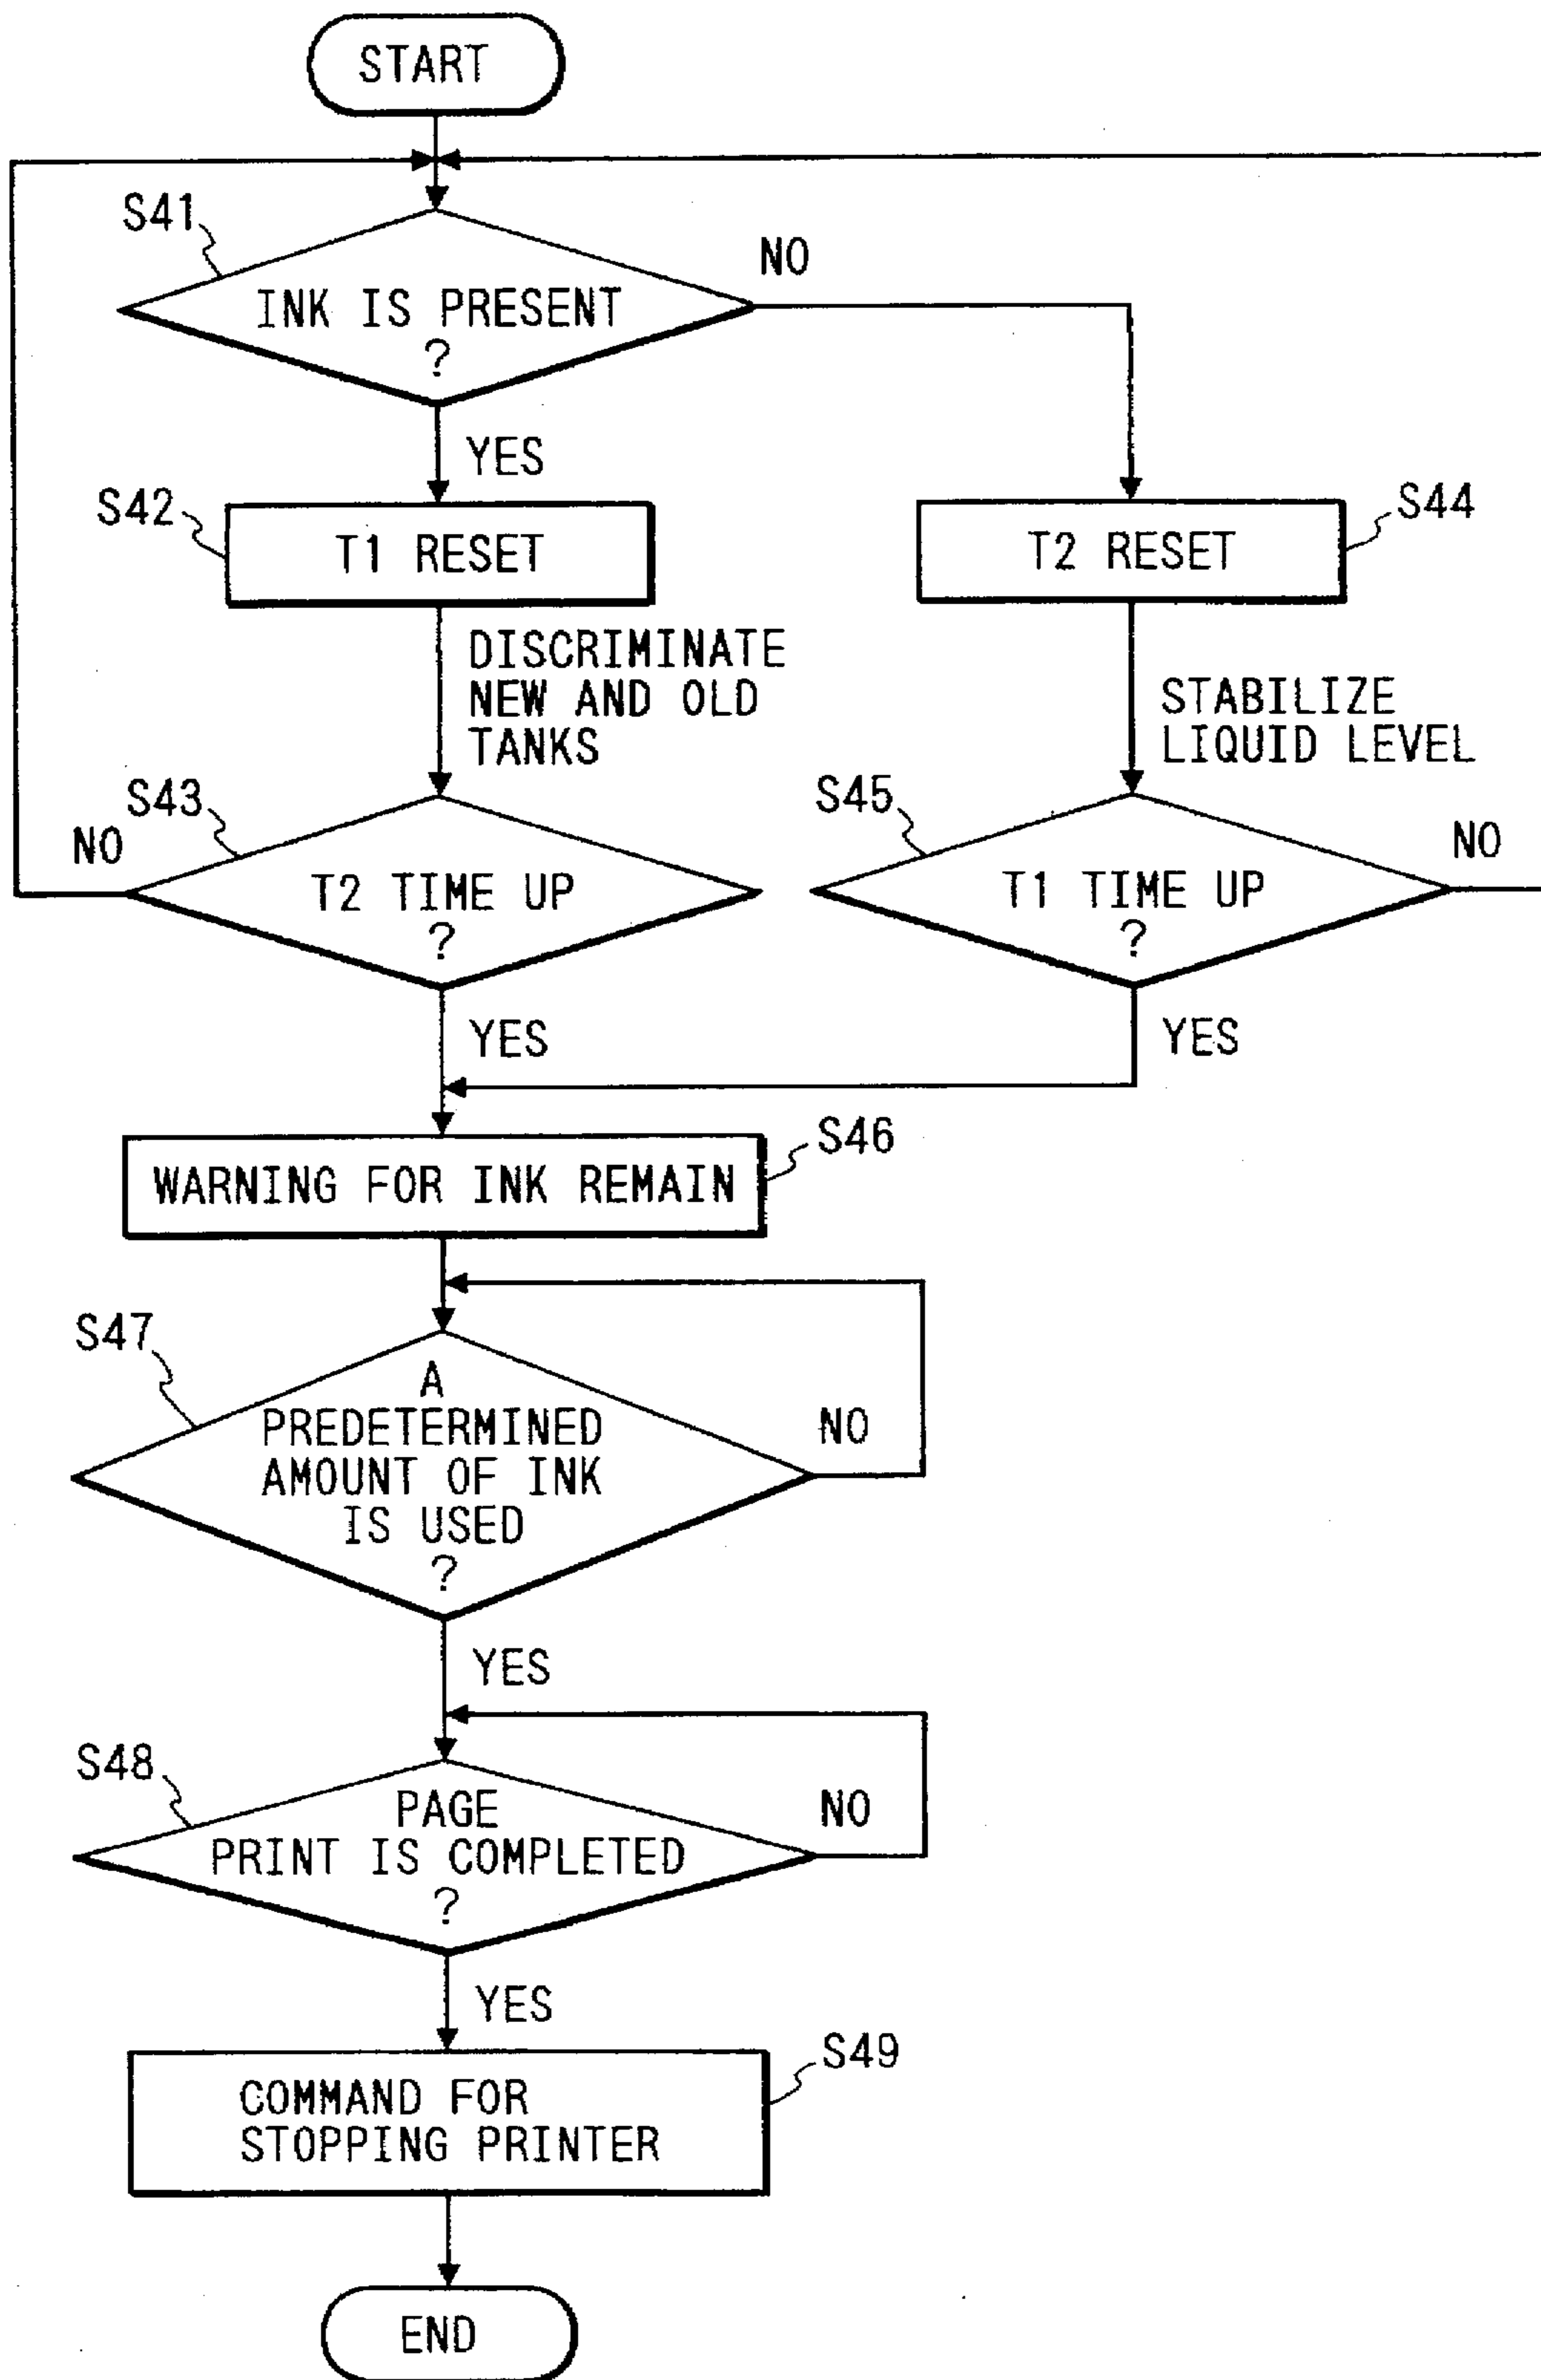 START
S41
NO
INK IS PRESENT
?
YES
S42
T1 RESET
S44
T2 RESET
DISCRIMINATE
NEW AND OLD
TANKS
STABILIZE
LIQUID LEVEL
S43
NO
T2 TIME UP
?
S45
NO
T1 TIME UP
?
YES
YES
S46
WARNING FOR INK REMAIN
S47
A
PREDETERMINED
AMOUNT OF INK
IS USED
?
NO
YES
S48
PAGE
PRINT IS COMPLETED
?
NO
YES
S49
COMMAND FOR
STOPPING PRINTER
END